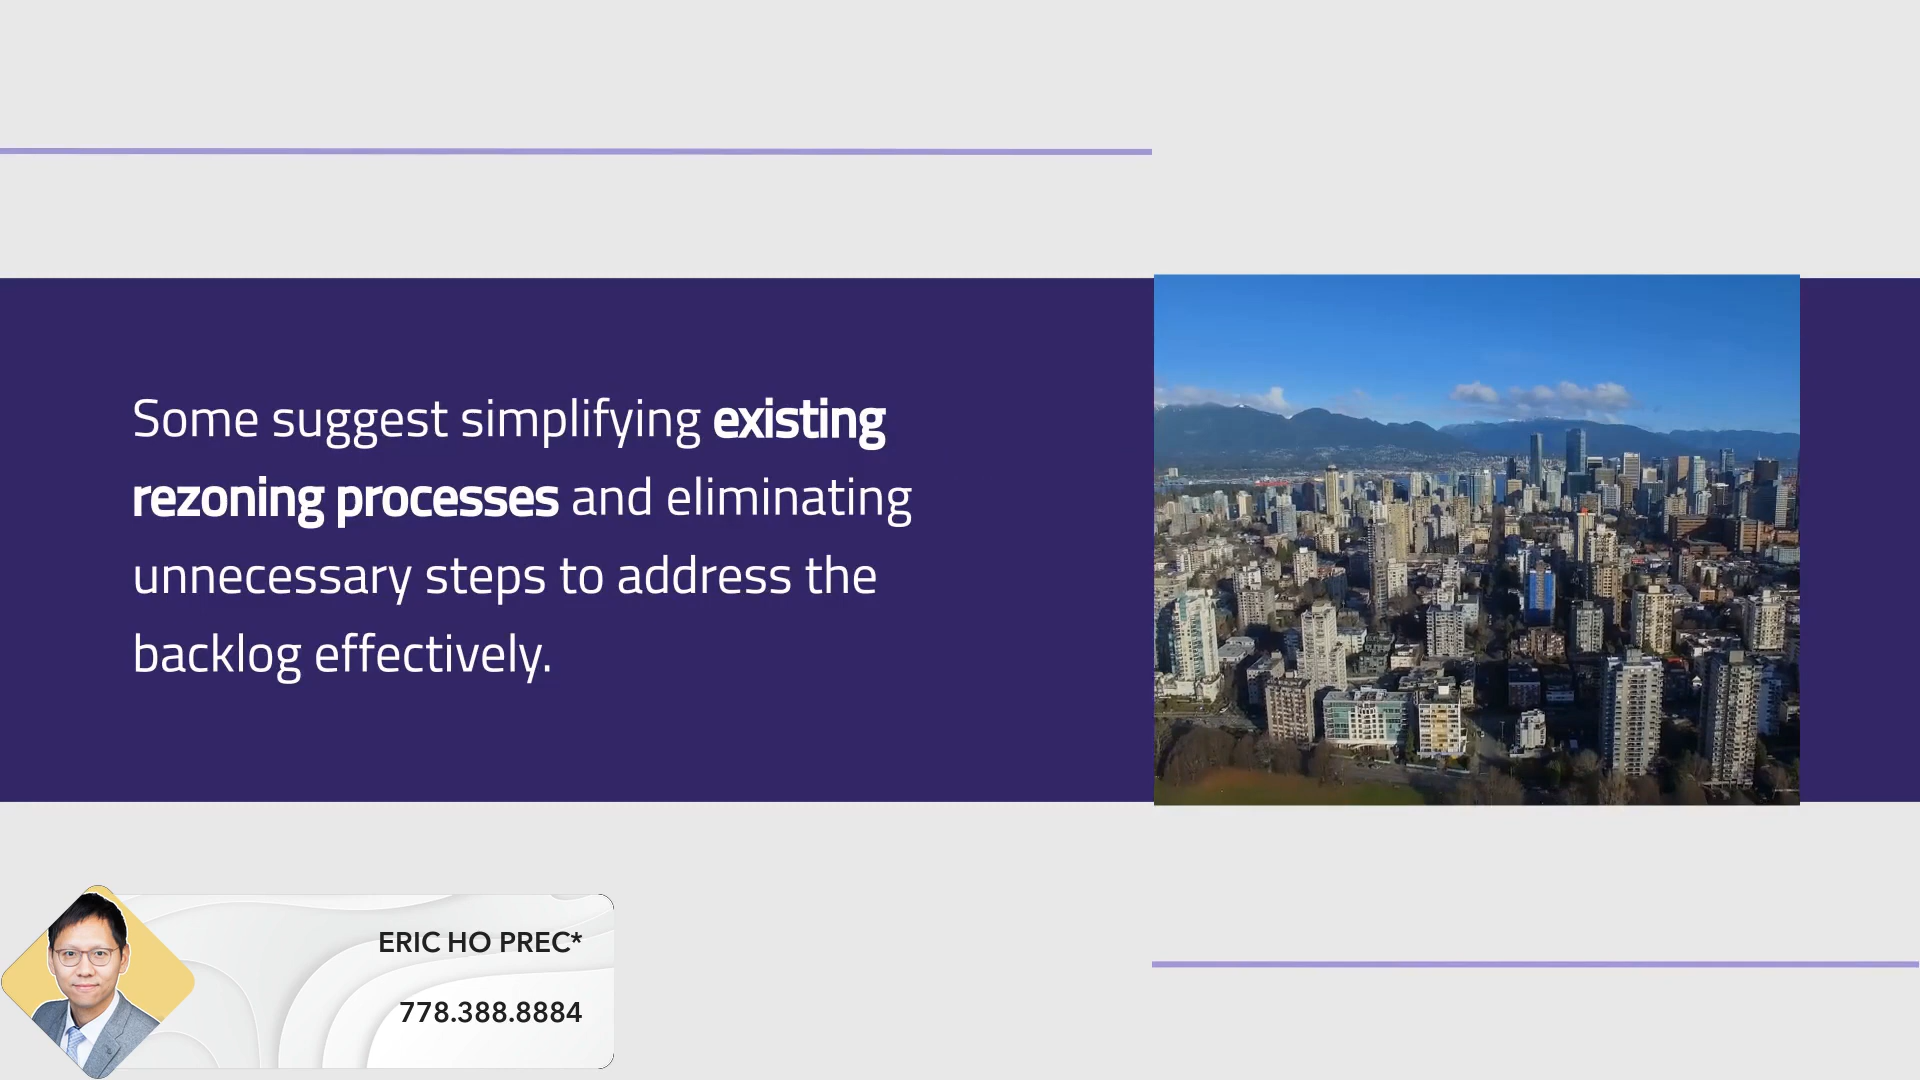 Some suggest simplifying existing
rezoning processes and eliminating
unnecessary steps to address the
backlog effectively.
ERIC HO PREC*
778.388.8884